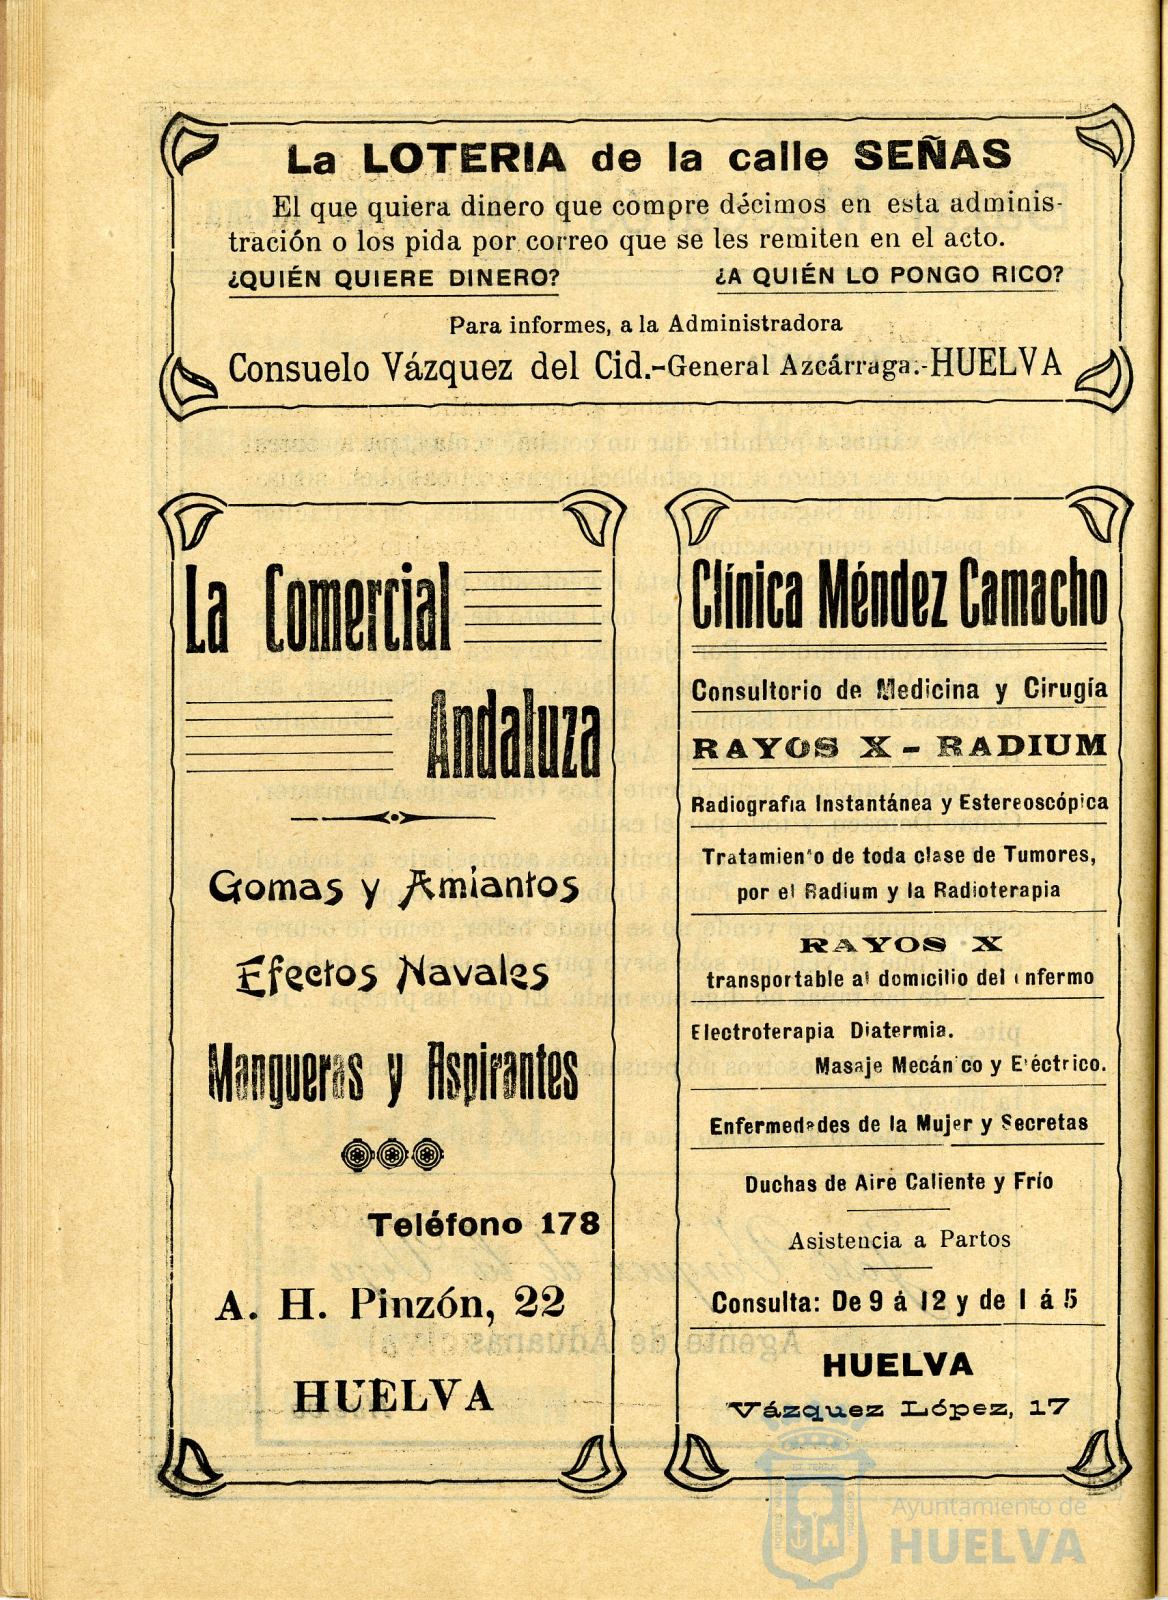 La LOTERIA de la calle SEÑAS
El que quiera dinero que compre décimos en esta adminis-
tración o los pida por correo que se les remiten en el acto.
¿QUIÉN QUIERE DINERO? ¿A QUIÉN LO PONGO RICO?
Para informes, a la Administradora
Consuelo Vázquez del Cid.-General Azcárraga.-HUELVA
La Comercial
Andaluza
Gomas y Amiantos
Efectos Navales
Mangueras y Aspirantes
Teléfono 178
A. H. Pinzón, 22
HUELVA
Clínica Méndez Camacho
Consultorio de Medicina y Cirugía
RAYOS X - RADIUM
Radiografía Instantánea y Estereoscópica
Tratamiento de toda clase de Tumores,
por el Radium y la Radioterapia
RAYOS X
transportable al domicilio del enfermo
Electroterapia Diatermia.
Masaje Mecánico y Eléctrico.
Enfermedades de la Mujer y Secretas
Duchas de Aire Caliente y Frío
Asistencia a Partos
Consulta: De 9 á 12 y de 1 á 5
HUELVA
Vázquez López, 17
Ayuntamiento de
HUELVA